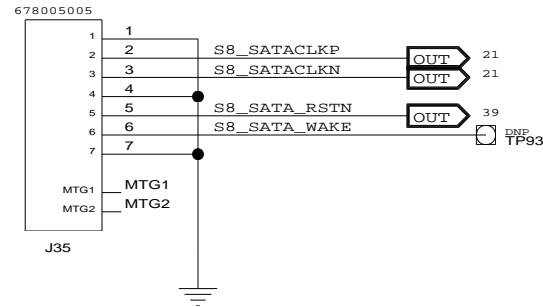 678005005
1 1
2 2 S8_SATACLKP OUT 21
3 3 S8_SATACLKN OUT 21
4 4
5 5 S8_SATA_RSTN OUT 39
6 6 S8_SATA_WAKE DNP TP93
7 7
MTG1 MTG1
MTG2 MTG2
J35